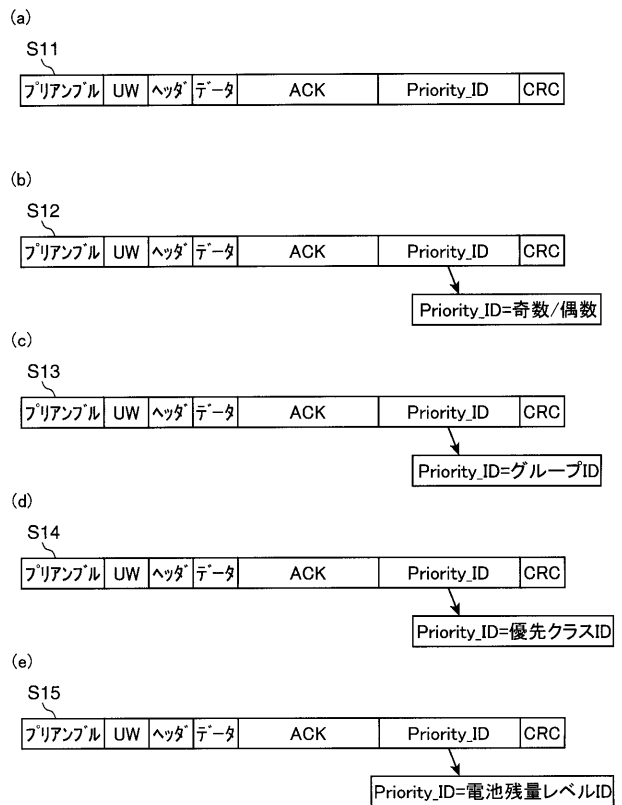 (a)
S11
プリアンブル UW ヘッダ データ ACK Priority_ID CRC
(b)
S12
プリアンブル UW ヘッダ データ ACK Priority_ID CRC
Priority_ID=奇数/偶数
(c)
S13
プリアンブル UW ヘッダ データ ACK Priority_ID CRC
Priority_ID=グループID
(d)
S14
プリアンブル UW ヘッダ データ ACK Priority_ID CRC
Priority_ID=優先クラスID
(e)
S15
プリアンブル UW ヘッダ データ ACK Priority_ID CRC
Priority_ID=電池残量レベルID